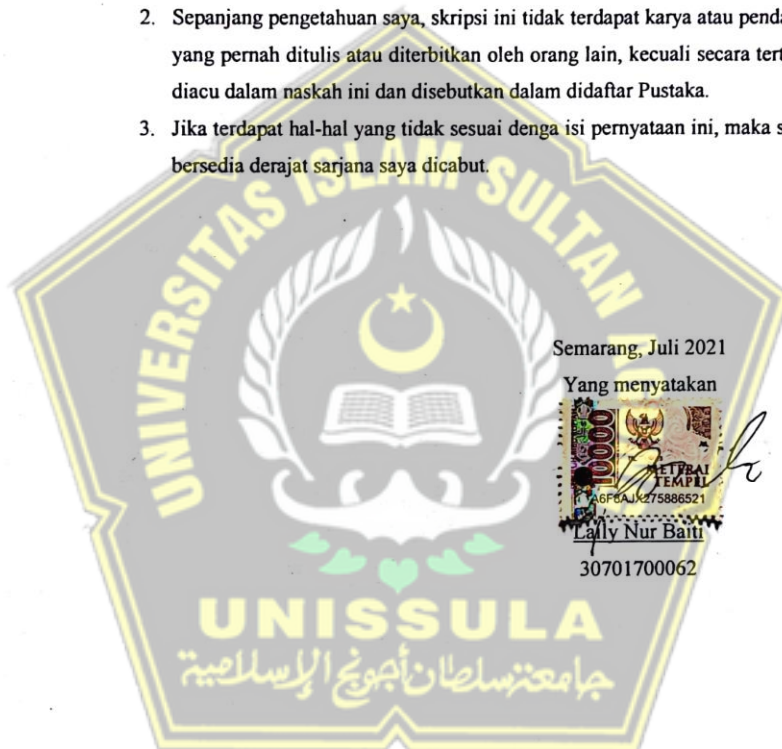 2. Sepanjang pengetahuan saya, skripsi ini tidak terdapat karya atau penda
yang pernah ditulis atau diterbitkan oleh orang lain, kecuali secara tert
diacu dalam naskah ini dan disebutkan dalam didaftar Pustaka.
3. Jika terdapat hal-hal yang tidak sesuai denga isi pernyataan ini, maka s
bersedia derajat sarjana saya dicabut.
UNIVERSITAS ISLAM SULTAN
Semarang, Juli 2021
Yang menyatakan
10000
METERAI
TEMPEL
A6F6AJX275886521
Laily Nur Baiti
30701700062
UNISSULA
جامعة سلطان أجونج الإسلامية